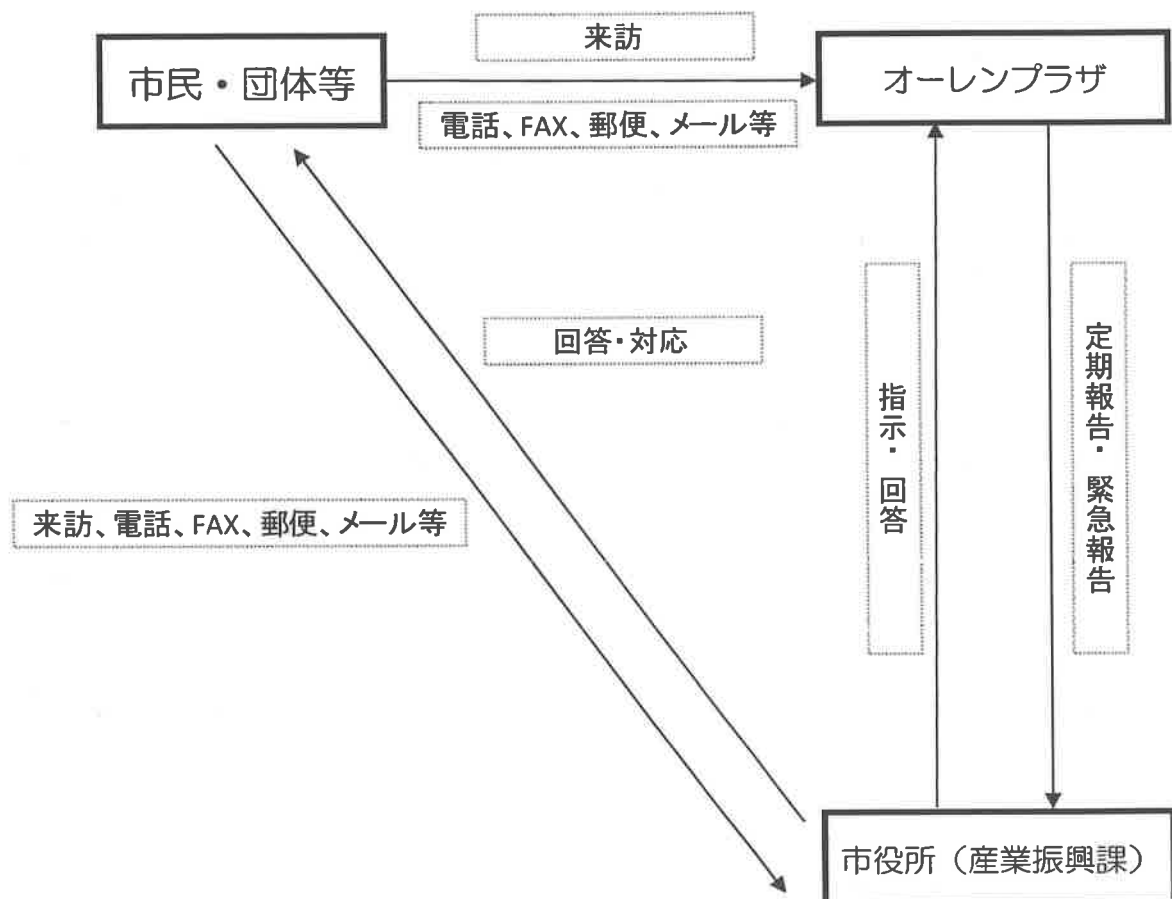 来訪
市民・団体等
オーレンプラザ
電話、FAX、郵便、メール等
回答・対応
指示・回答
定期報告・緊急報告
来訪、電話、FAX、郵便、メール等
市役所(産業振興課)